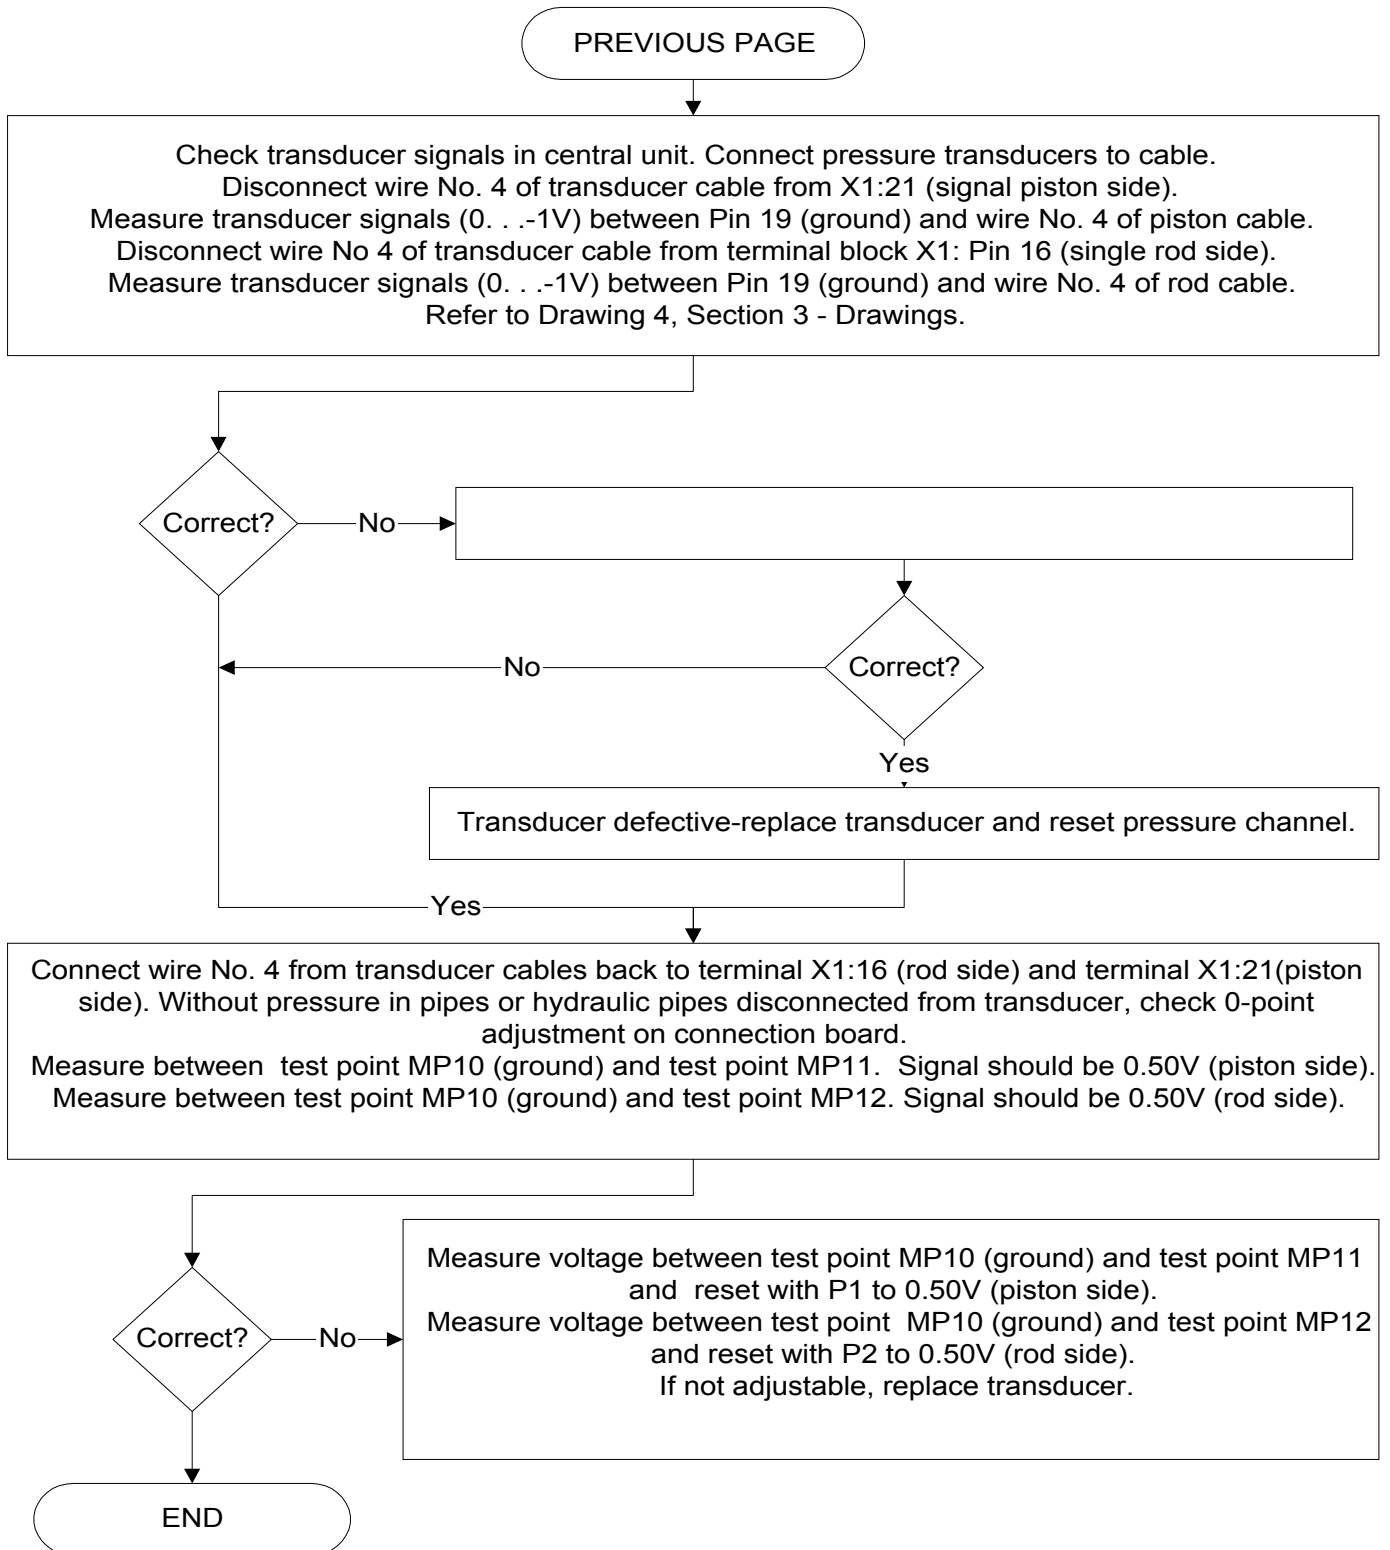 PREVIOUS PAGE
Check transducer signals in central unit. Connect pressure transducers to cable.
Disconnect wire No. 4 of transducer cable from X1:21 (signal piston side).
Measure transducer signals (0. . .-1V) between Pin 19 (ground) and wire No. 4 of piston cable.
Disconnect wire No 4 of transducer cable from terminal block X1: Pin 16 (single rod side).
Measure transducer signals (0. . .-1V) between Pin 19 (ground) and wire No. 4 of rod cable.
Refer to Drawing 4, Section 3 - Drawings.
Correct?
No
No
Correct?
Yes
Transducer defective-replace transducer and reset pressure channel.
Yes
Connect wire No. 4 from transducer cables back to terminal X1:16 (rod side) and terminal X1:21(piston
side). Without pressure in pipes or hydraulic pipes disconnected from transducer, check 0-point
adjustment on connection board.
Measure between  test point MP10 (ground) and test point MP11.  Signal should be 0.50V (piston side).
Measure between test point MP10 (ground) and test point MP12. Signal should be 0.50V (rod side).
Correct?
No
Measure voltage between test point MP10 (ground) and test point MP11
and  reset with P1 to 0.50V (piston side).
Measure voltage between test point  MP10 (ground) and test point MP12
and reset with P2 to 0.50V (rod side).
If not adjustable, replace transducer.
END